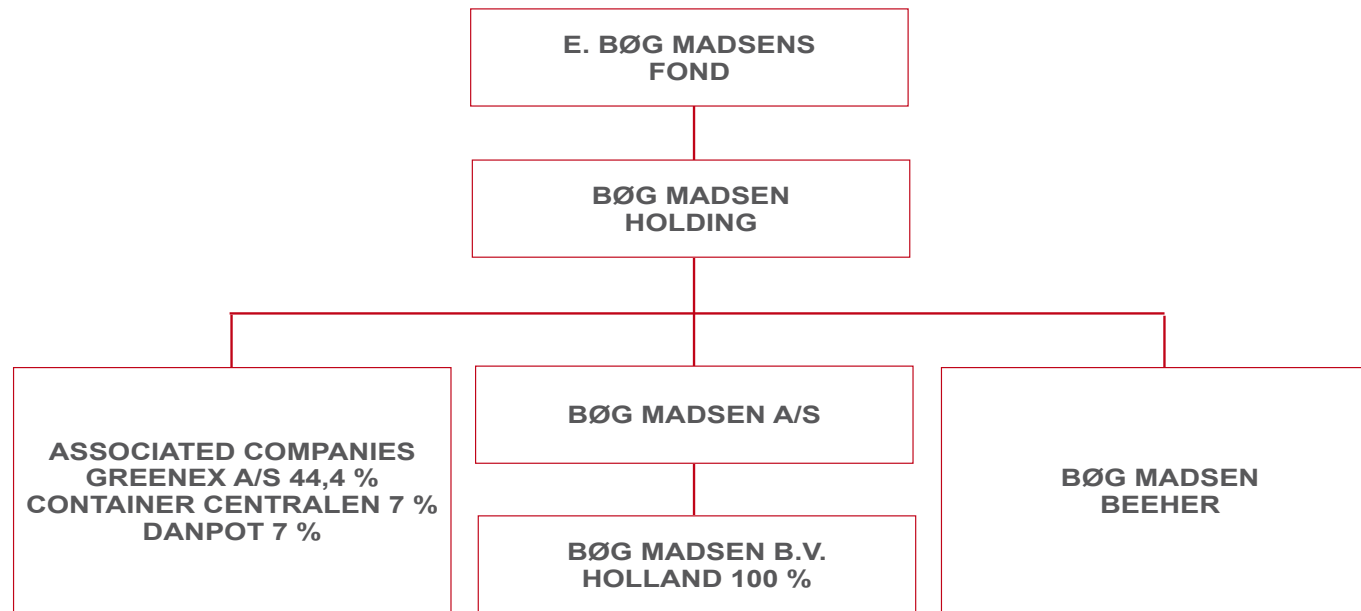 E. BØG MADSENS
FOND
BØG MADSEN
HOLDING
ASSOCIATED COMPANIES
GREENEX A/S 44,4 %
CONTAINER CENTRALEN 7 %
DANPOT 7 %
BØG MADSEN A/S
BØG MADSEN B.V.
HOLLAND 100 %
BØG MADSEN
BEEHER